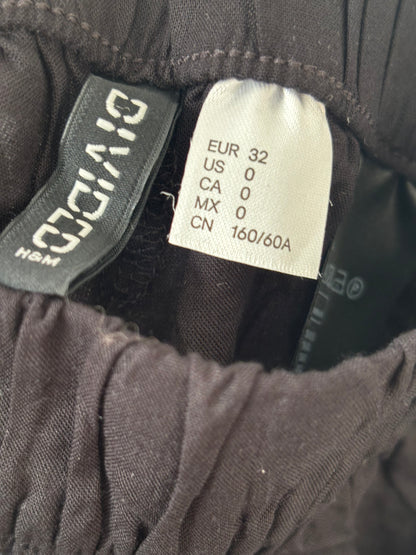 DIVIDED
H&M
EUR 32
US 0
CA 0
MX 0
CN 160/60A